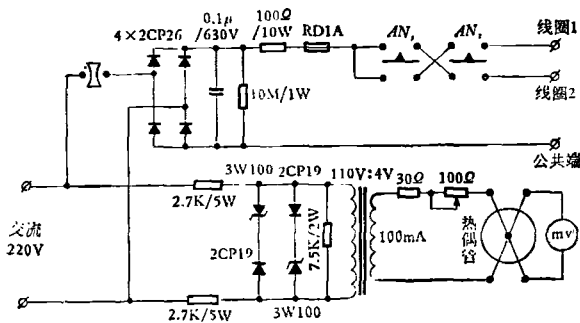 0.1μ
/630V
100Ω
/10W
RD1A
AN₁
AN₁
线圈1
4×2CP26
10M/1W
线圈2
公共端
3W100
2CP19
110V:4V
30Ω
100Ω
2.7K/5W
交流
220V
2CP19
7.5K/2W
100mA
热偶管
mv
2.7K/5W
3W100